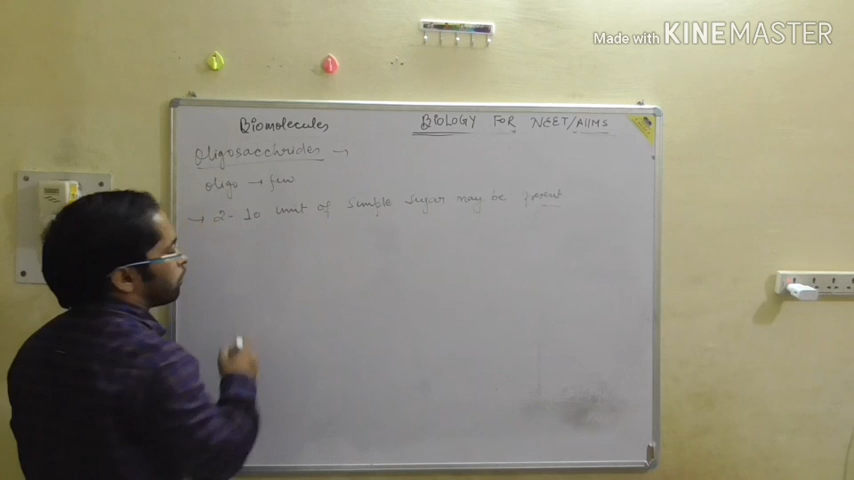 Made with KINEMASTER
Biomolecules
BIOLOGY FOR NEET/AIIMS
Oligosacchrides →
oligo → few
→ 2-10 unit of simple sugar may be present